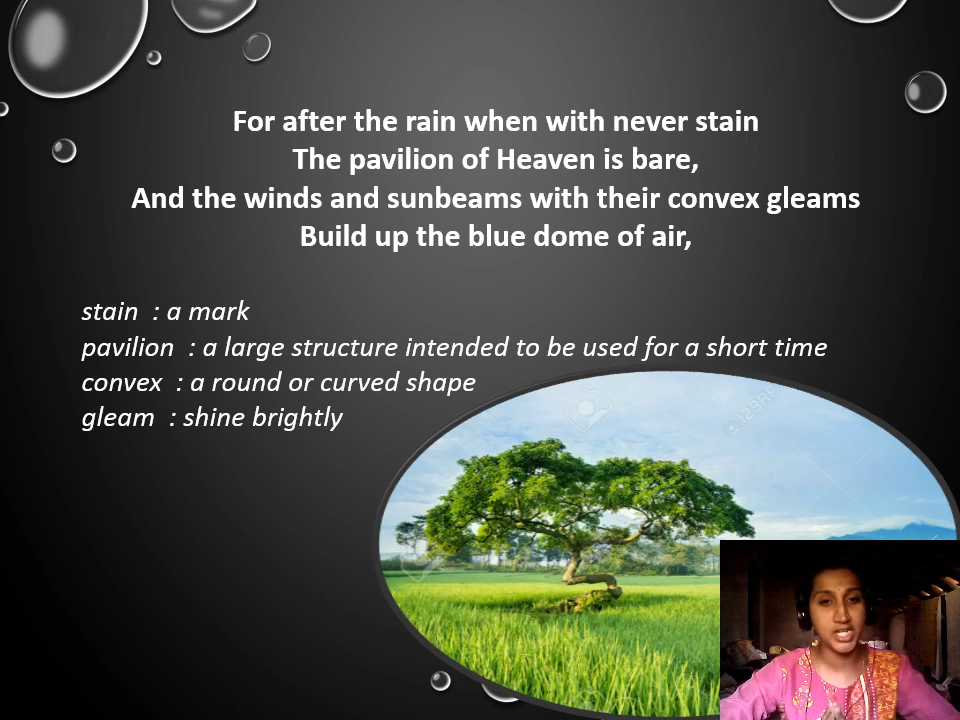 For after the rain when with never stain
The pavilion of Heaven is bare,
And the winds and sunbeams with their convex gleams
Build up the blue dome of air,
stain : a mark
pavilion : a large structure intended to be used for a short time
convex : a round or curved shape
gleam : shine brightly
123RF